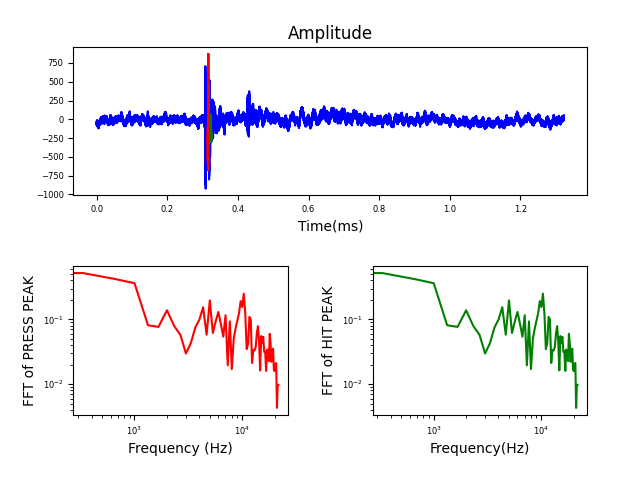 Amplitude
750
500
250
0
−250
−500
−750
−1000
0.0 0.2 0.4 0.6 0.8 1.0 1.2
Time(ms)
FFT of PRESS PEAK
10⁻¹
10⁻²
10³ 10⁴
Frequency (Hz)
FFT of HIT PEAK
10⁻¹
10⁻²
10³ 10⁴
Frequency(Hz)